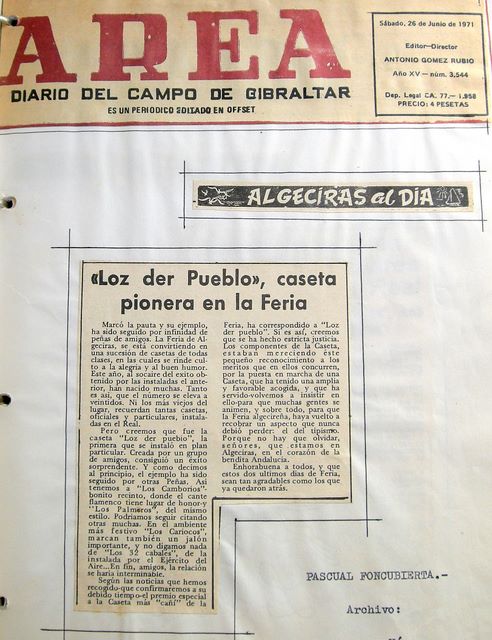 AREA
DIARIO DEL CAMPO DE GIBRALTAR
ES UN PERIODICO EDITADO EN OFFSET
Sábado, 26 de Junio de 1971
Editor-Director
ANTONIO GOMEZ RUBIO
Año XV — núm. 3,544
Dep. Legal CA. 77.— 1.958
PRECIO: 4 PESETAS
ALGECIRAS al DIA
«Loz der Pueblo», caseta
pionera en la Feria
Marcó la pauta y su ejemplo,
ha sido seguido por infinidad de
peñas de amigos. La Feria de Al-
geciras, se está convirtiendo en
una sucesión de casetas de todas
clases, en las cuales se rinde cul-
to a la alegría y al buen humor.
Este año, al socaire del éxito ob-
tenido por las instaladas el ante-
rior, han nacido muchas. Tanto
es así, que el número se eleva a
veintidós. Ni los más viejos del
lugar, recuerdan tantas casetas,
oficiales y particulares, instala-
das en el Real.
Pero creemos que fue la
caseta "Loz der pueblo", la
primera que se instaló en plan
particular. Creada por un grupo
de amigos, consiguió un éxito
sorprendente. Y como decimos
al principio, el ejemplo ha sido
seguido por otras Peñas. Así
tenemos a "Los Camborios"-
bonito recinto, donde el cante
flamenco tiene lugar de honor-y
"Los Palmeros", del mismo
estilo. Podríamos seguir citando
otras muchas. En el ambiente
más festivo "Los Cariocos",
marcan también un jalón
importante, y no digamos nada
de "Los 32 cabales", de la
instalada por el Ejército del
Aire...En fin, amigos, la relación
se haría interminable.
Según las noticias que hemos
recogido-que confirmaremos a su
debido tiempo-el premio especial
a la Caseta más "cañí" de la
Feria, ha correspondido a "Loz
der pueblo". Si es así, creemos
que se ha hecho estricta justicia.
Los componentes de la Caseta,
estaban mereciendo este
pequeño reconocimiento a los
méritos que en ellos concurren,
por la puesta en marcha de una
Caseta, que ha tenido una amplia
y favorable acogida, y que ha
servido-volvemos a insistir en
ello-para que muchas gentes se
animen, y sobre todo, para que
la Feria algecireña, haya vuelto a
recobrar un aspecto que nunca
debió perder: el del tipismo.
Porque no hay que olvidar,
señores, que estamos en
Algeciras, en el corazón de la
bendita Andalucía.
Enhorabuena a todos, y que
estos dos últimos días de Feria,
sean tan agradables como los que
ya quedaron atrás.
PASCUAL FONCUBIERTA.-
Archivo: